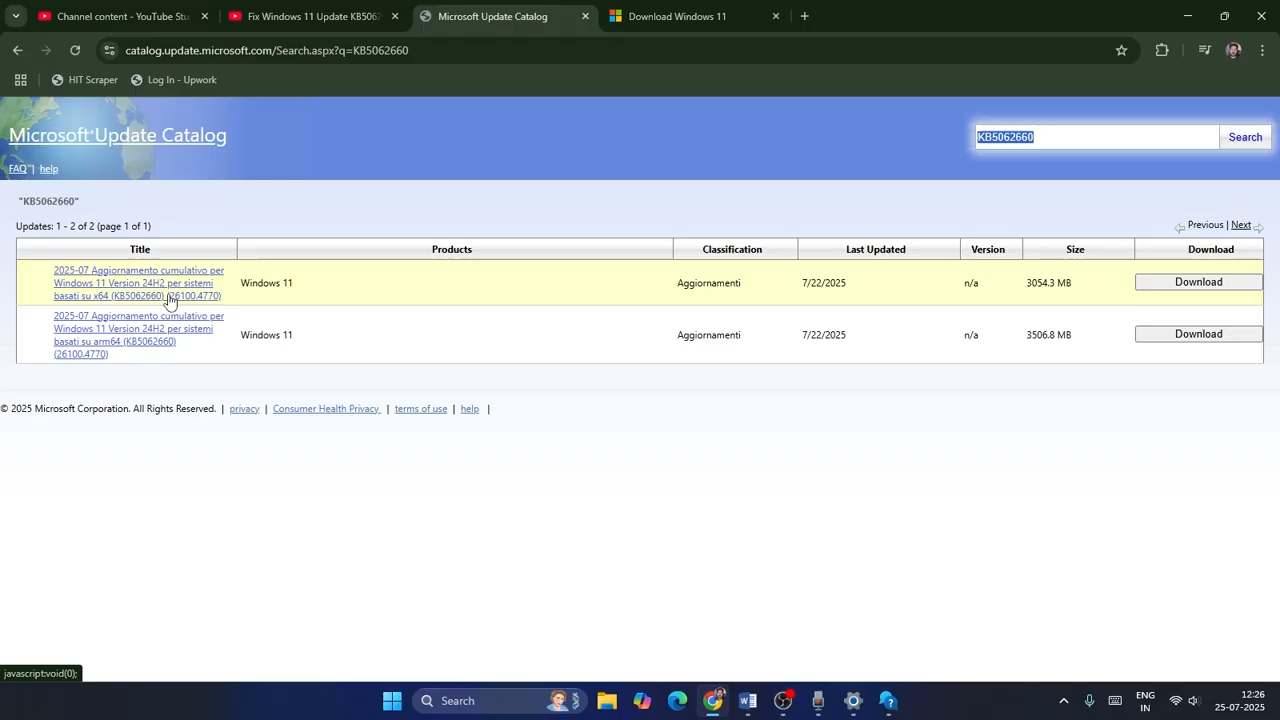 Channel content - YouTube Stu
Fix Windows 11 Update KB5062
Microsoft Update Catalog
Download Windows 11
catalog.update.microsoft.com/Search.aspx?q=KB5062660
HIT Scraper
Log In - Upwork
Microsoft Update Catalog
KB5062660
Search
FAQ | help
"KB5062660"
Updates: 1 - 2 of 2 (page 1 of 1)
Previous | Next
Title Products Classification Last Updated Version Size Download
2025-07 Aggiornamento cumulativo per
Windows 11 Version 24H2 per sistemi
basati su x64 (KB5062660) (26100.4770)
Windows 11 Aggiornamenti 7/22/2025 n/a 3054.3 MB Download
2025-07 Aggiornamento cumulativo per
Windows 11 Version 24H2 per sistemi
basati su arm64 (KB5062660)
(26100.4770)
Windows 11 Aggiornamenti 7/22/2025 n/a 3506.8 MB Download
© 2025 Microsoft Corporation. All Rights Reserved. | privacy | Consumer Health Privacy | terms of use | help |
javascript:void(0);
Search
ENG
IN
12:26
25-07-2025